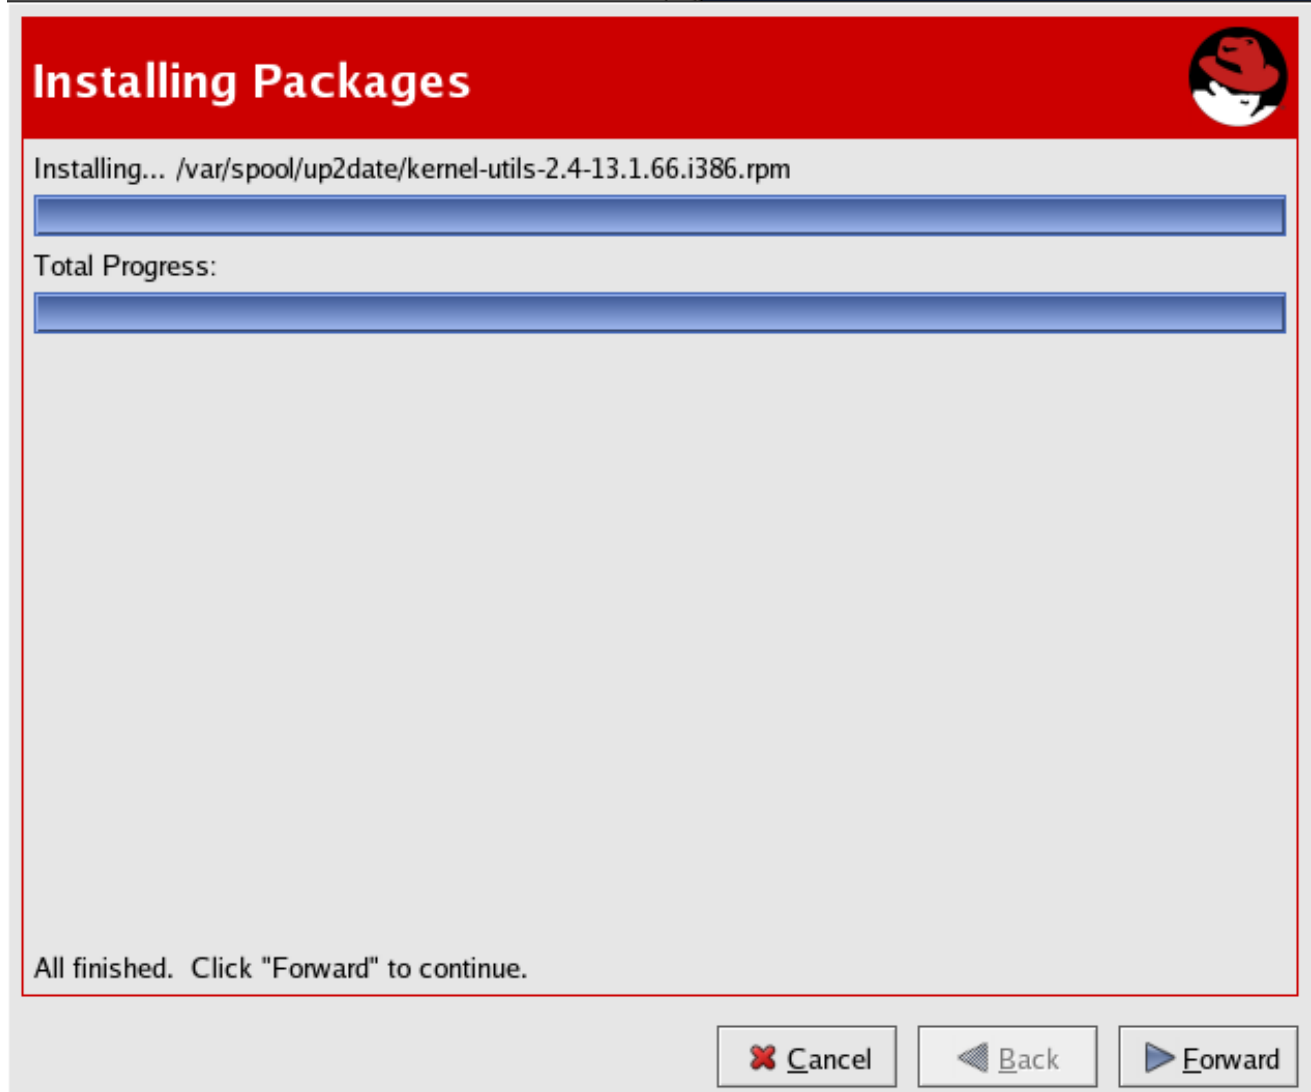 Installing Packages
Installing... /var/spool/up2date/kernel-utils-2.4-13.1.66.i386.rpm
Total Progress:
All finished.  Click "Forward" to continue.
Cancel
Back
Forward